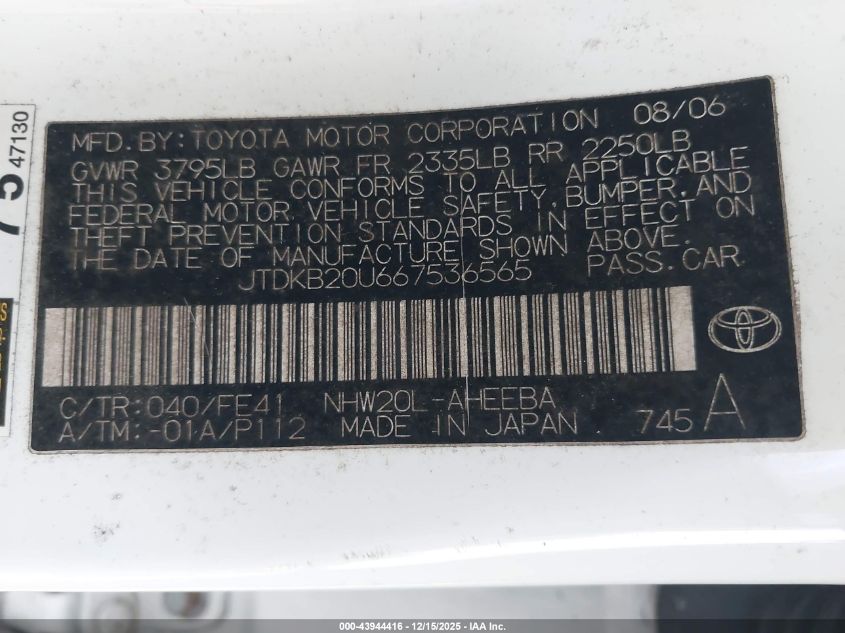 MFD.BY:TOYOTA MOTOR CORPORATION 08/06
GVWR 3795LB GAWR FR 2335LB RR 2250LB
THIS VEHICLE CONFORMS TO ALL APPLICABLE
FEDERAL MOTOR VEHICLE SAFETY,BUMPER,AND
THEFT PREVENTION STANDARDS IN EFFECT ON
THE DATE OF MANUFACTURE SHOWN ABOVE.
JTDKB20U667536565 PASS.CAR
C/TR:040/FE41 NHW20L-AHEEBA
A/TM:-01A/P112 MADE IN JAPAN 745 A
47130
000-43944416 - 12/15/2025 - IAA Inc.